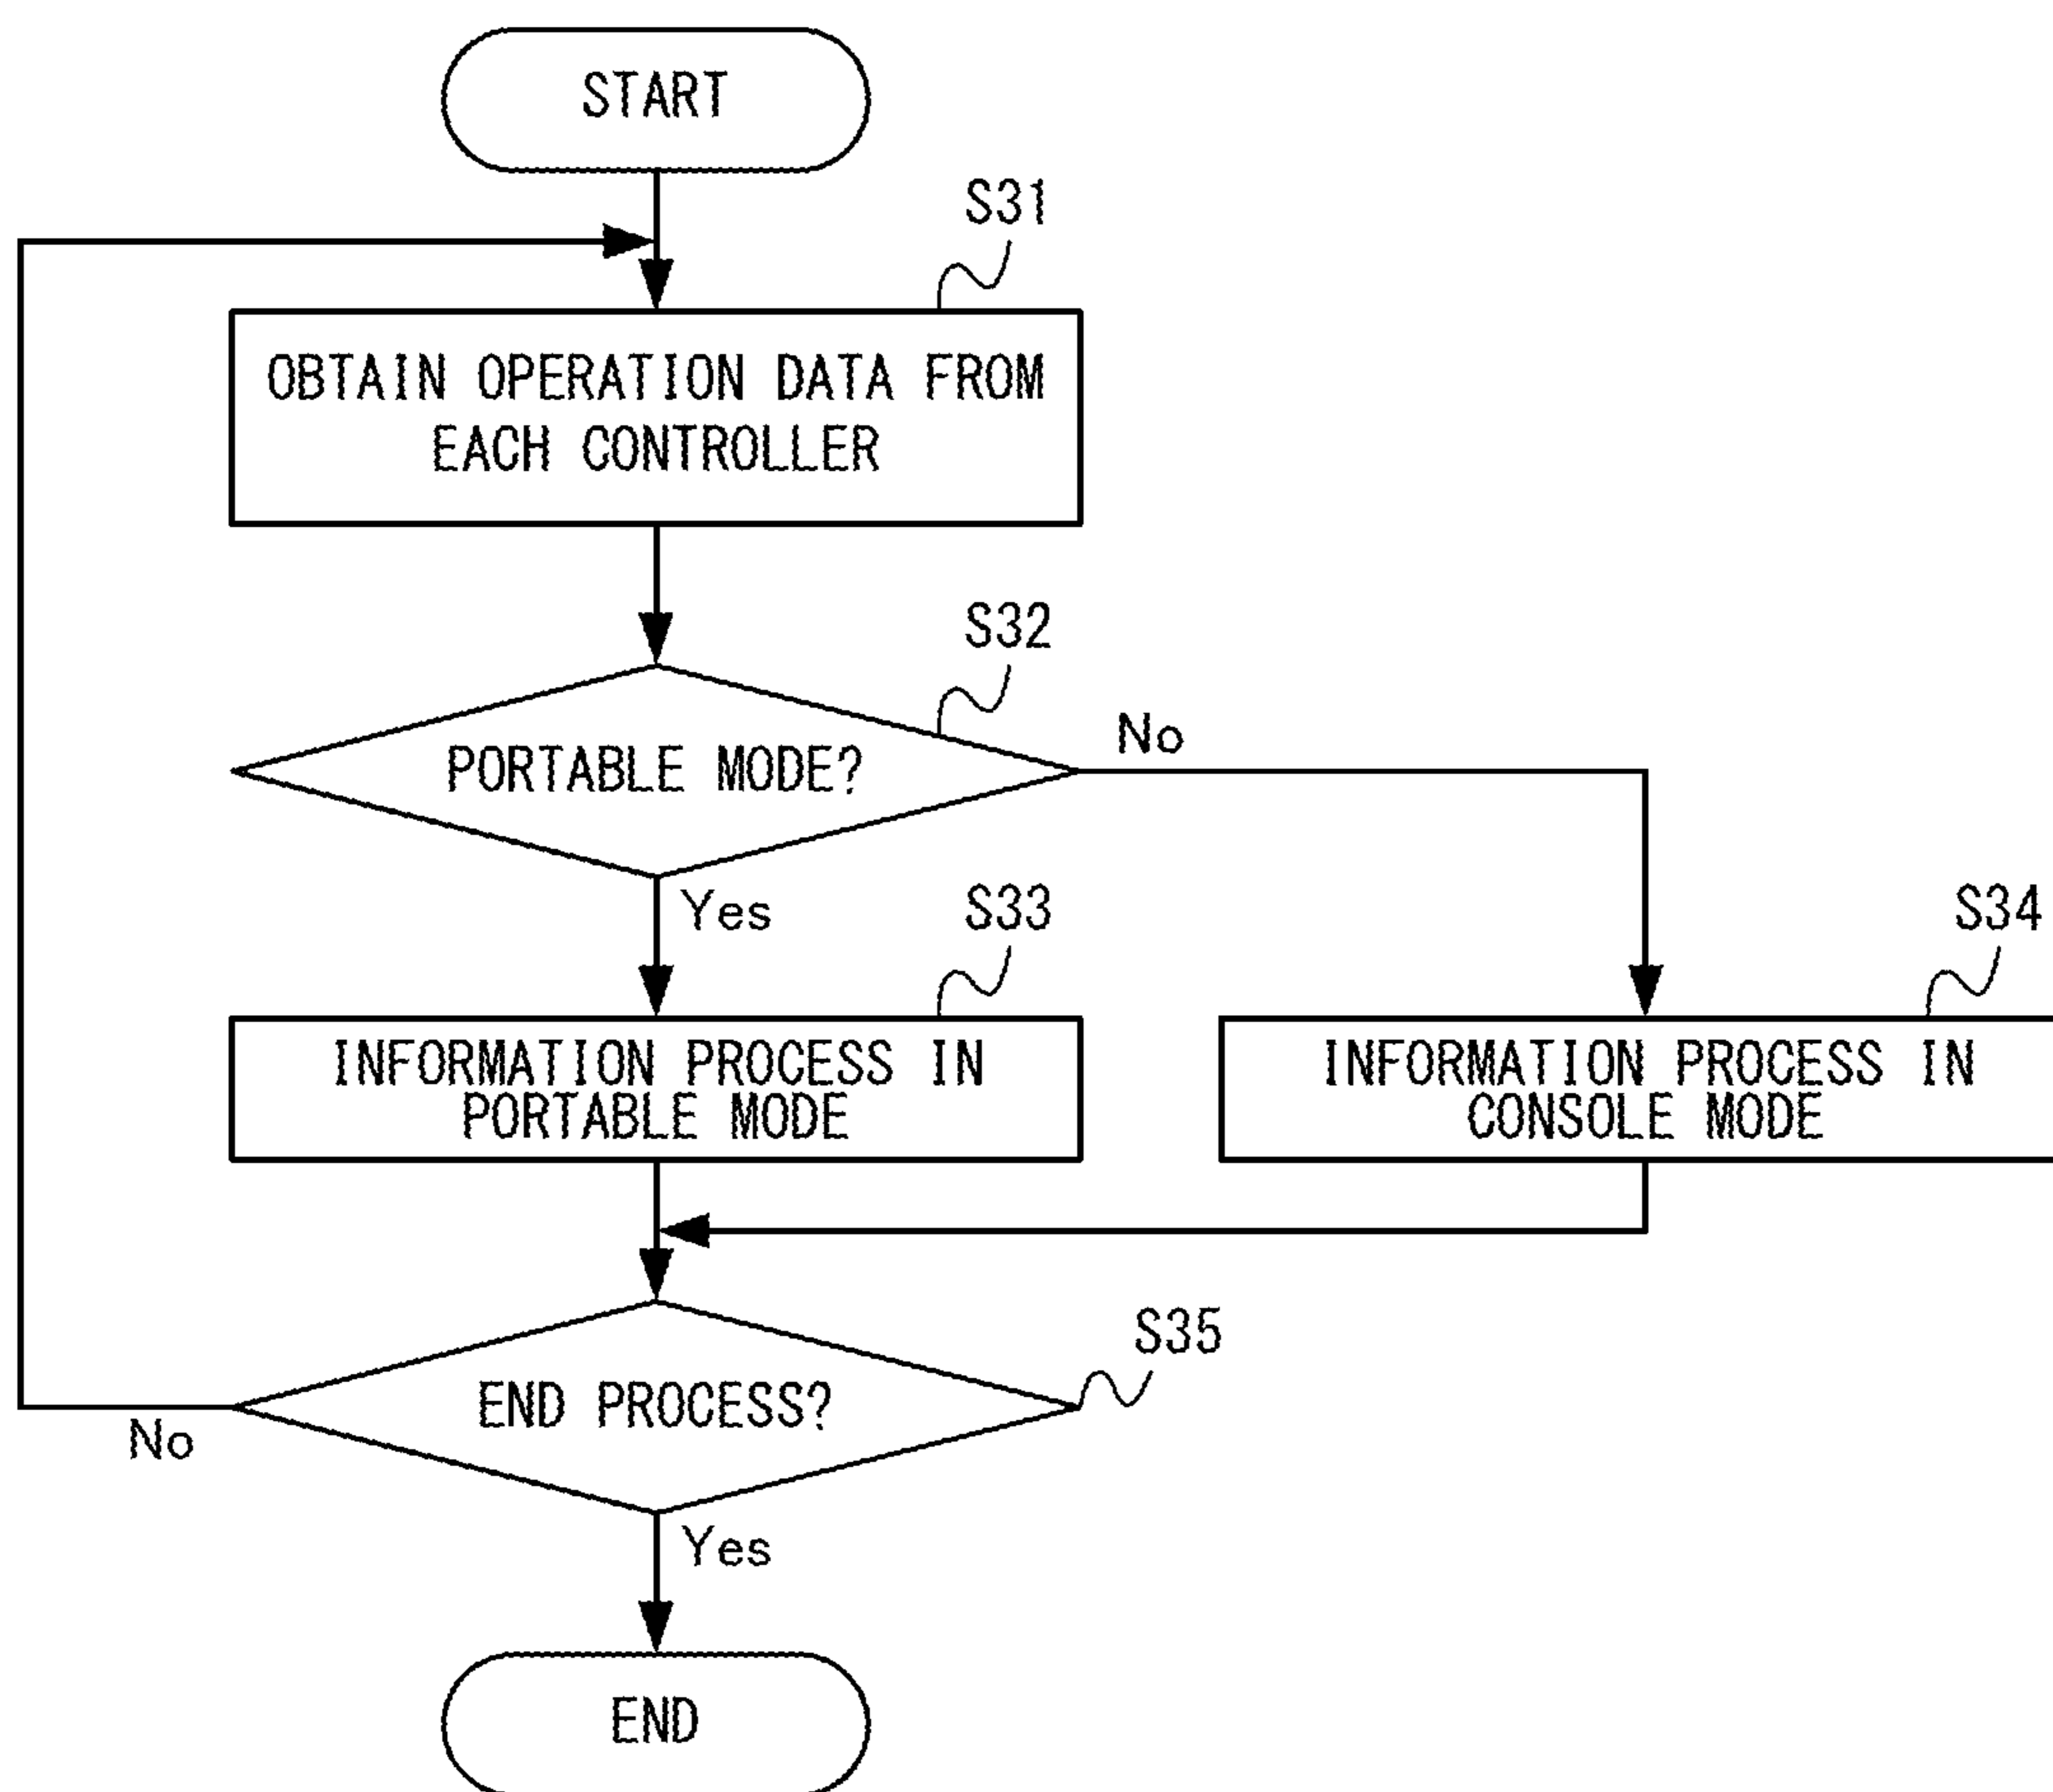 START
S31
OBTAIN OPERATION DATA FROM
EACH CONTROLLER
S32
PORTABLE MODE?
No
Yes
S33
S34
INFORMATION PROCESS IN
PORTABLE MODE
INFORMATION PROCESS IN
CONSOLE MODE
S35
END PROCESS?
No
Yes
END